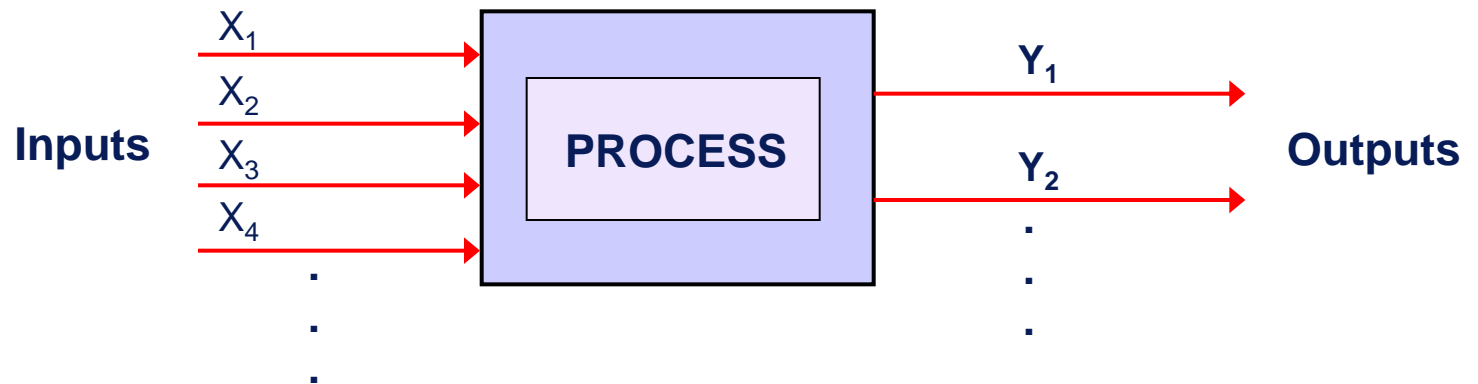 X₁
X₂
Inputs
X₃
X₄
.
.
.
PROCESS
Y₁
Y₂
.
.
.
Outputs